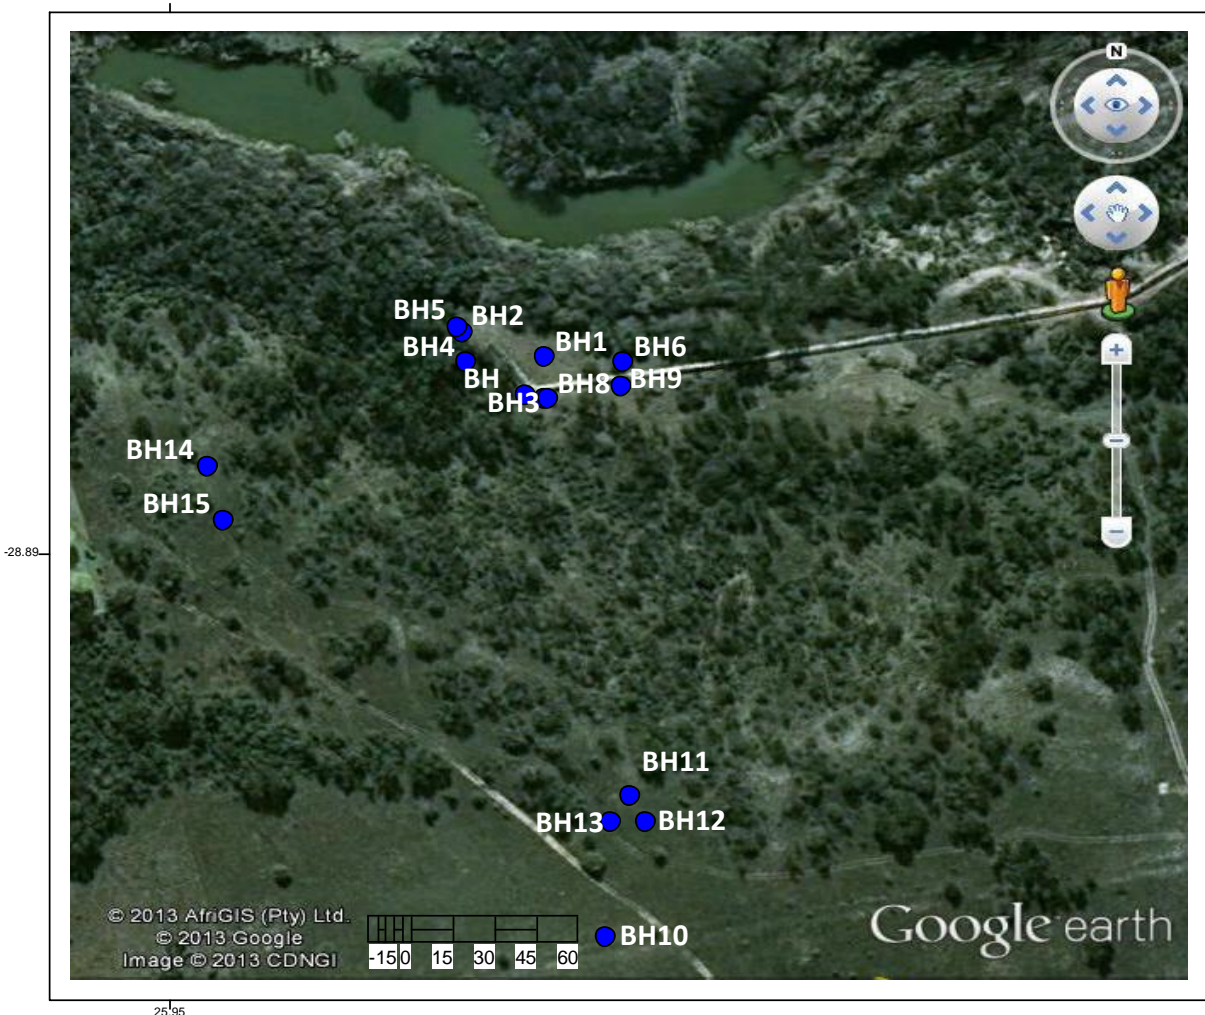 N
BH5
BH2
BH4
BH1
BH6
BH
BH8
BH9
BH3
BH14
BH15
-28.89
BH11
BH13
BH12
© 2013 AfriGIS (Pty) Ltd.
© 2013 Google
Image © 2013 CDNGI
-15 0 15 30 45 60
BH10
Google earth
25.95